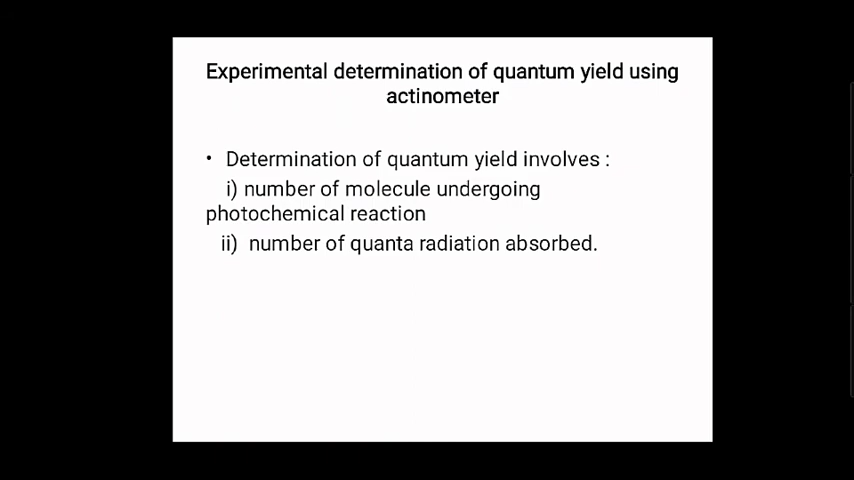 Experimental determination of quantum yield using
actinometer
• Determination of quantum yield involves :
i) number of molecule undergoing
photochemical reaction
ii) number of quanta radiation absorbed.